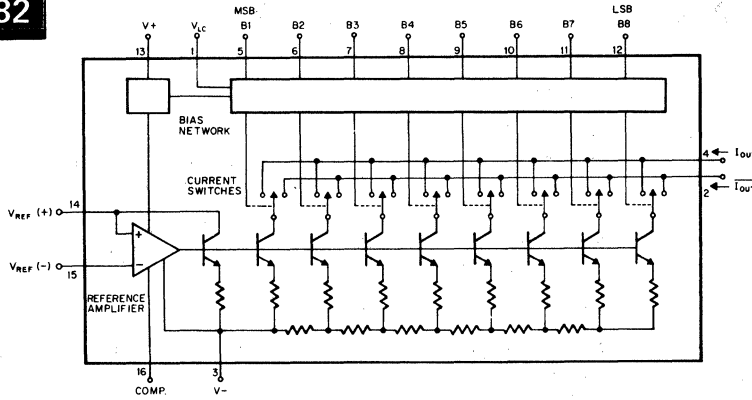 82
MSB LSB
V+ VLC B1 B2 B3 B4 B5 B6 B7 B8
13 1 5 6 7 8 9 10 11 12
BIAS
NETWORK
4 IOU
CURRENT
SWITCHES
2 IOUT
VREF (+) 14
+
VREF (-) 15
−
REFERENCE
AMPLIFIER
16 3
COMP. V-